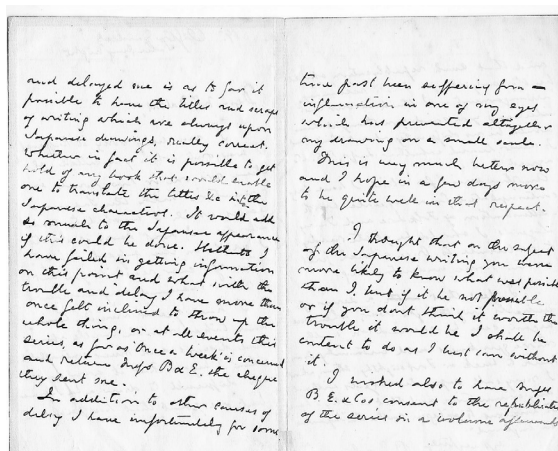 and delayed me is as to far it
possible to have the titles and scraps
of writing which are always upon
Japanese drawings, really correct.
Whether in fact it is possible to get
hold of any book that would enable
one to translate the titles &c into the
Japanese characters. It would add
so much to the Japanese appearance
if this could be done. Hitherto I
have failed in getting information
on this point and what with the
trouble and delay I have more than
once felt inclined to throw up the
whole thing, or at all events this
series, as far as Once a Week is concerned
and return Messrs B & E. the cheque
they sent me.
In addition to other causes of
delay I have unfortunately for some
time past been suffering from
inflammation in one of my eyes
which has prevented altogether
my drawing on a small scale.
This is very much better now
and I hope in a few days more
to be quite well in that respect.
I thought that on the subject
of the Japanese writing you were
more likely to know what was possible
than I but if it be not possible
or if you dont think it worth the
trouble it would be I shall be
content to do as I best can without
it.
I wished also to have Messrs
B. E. & Cos consent to the republication
of the series in a volume afterwards